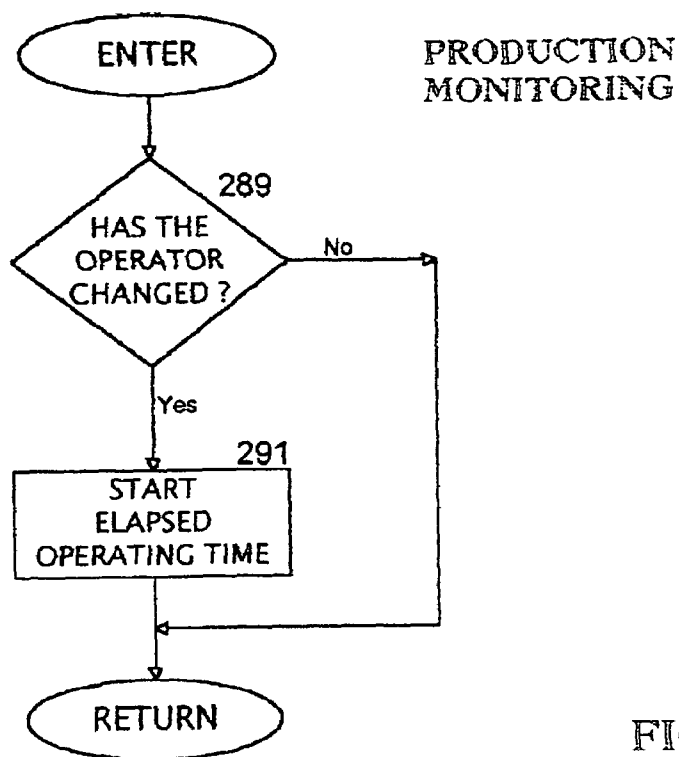 ENTER
PRODUCTION
MONITORING
289
HAS THE
OPERATOR
CHANGED ?
No
Yes
291
START
ELAPSED
OPERATING TIME
RETURN